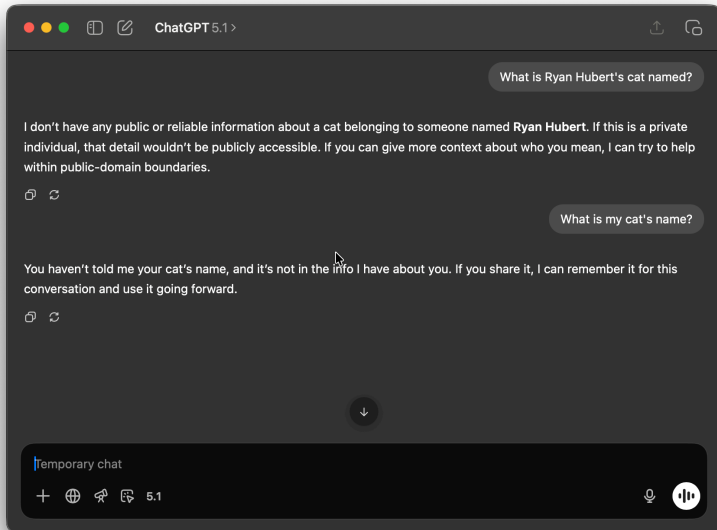 ChatGPT 5.1 >
What is Ryan Hubert's cat named?
I don’t have any public or reliable information about a cat belonging to someone named Ryan Hubert. If this is a private
individual, that detail wouldn’t be publicly accessible. If you can give more context about who you mean, I can try to help
within public-domain boundaries.
What is my cat's name?
You haven’t told me your cat’s name, and it’s not in the info I have about you. If you share it, I can remember it for this
conversation and use it going forward.
Temporary chat
5.1